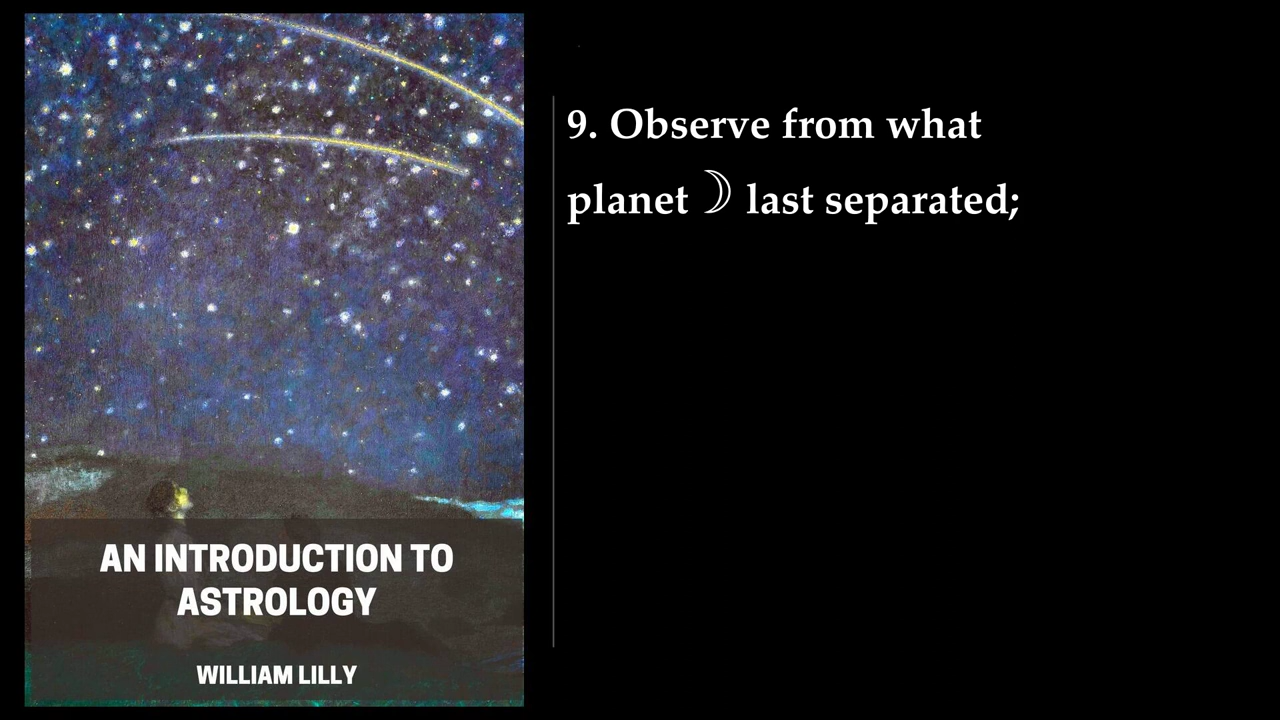 9. Observe from what
planet ☽ last separated;
AN INTRODUCTION TO
ASTROLOGY
WILLIAM LILLY